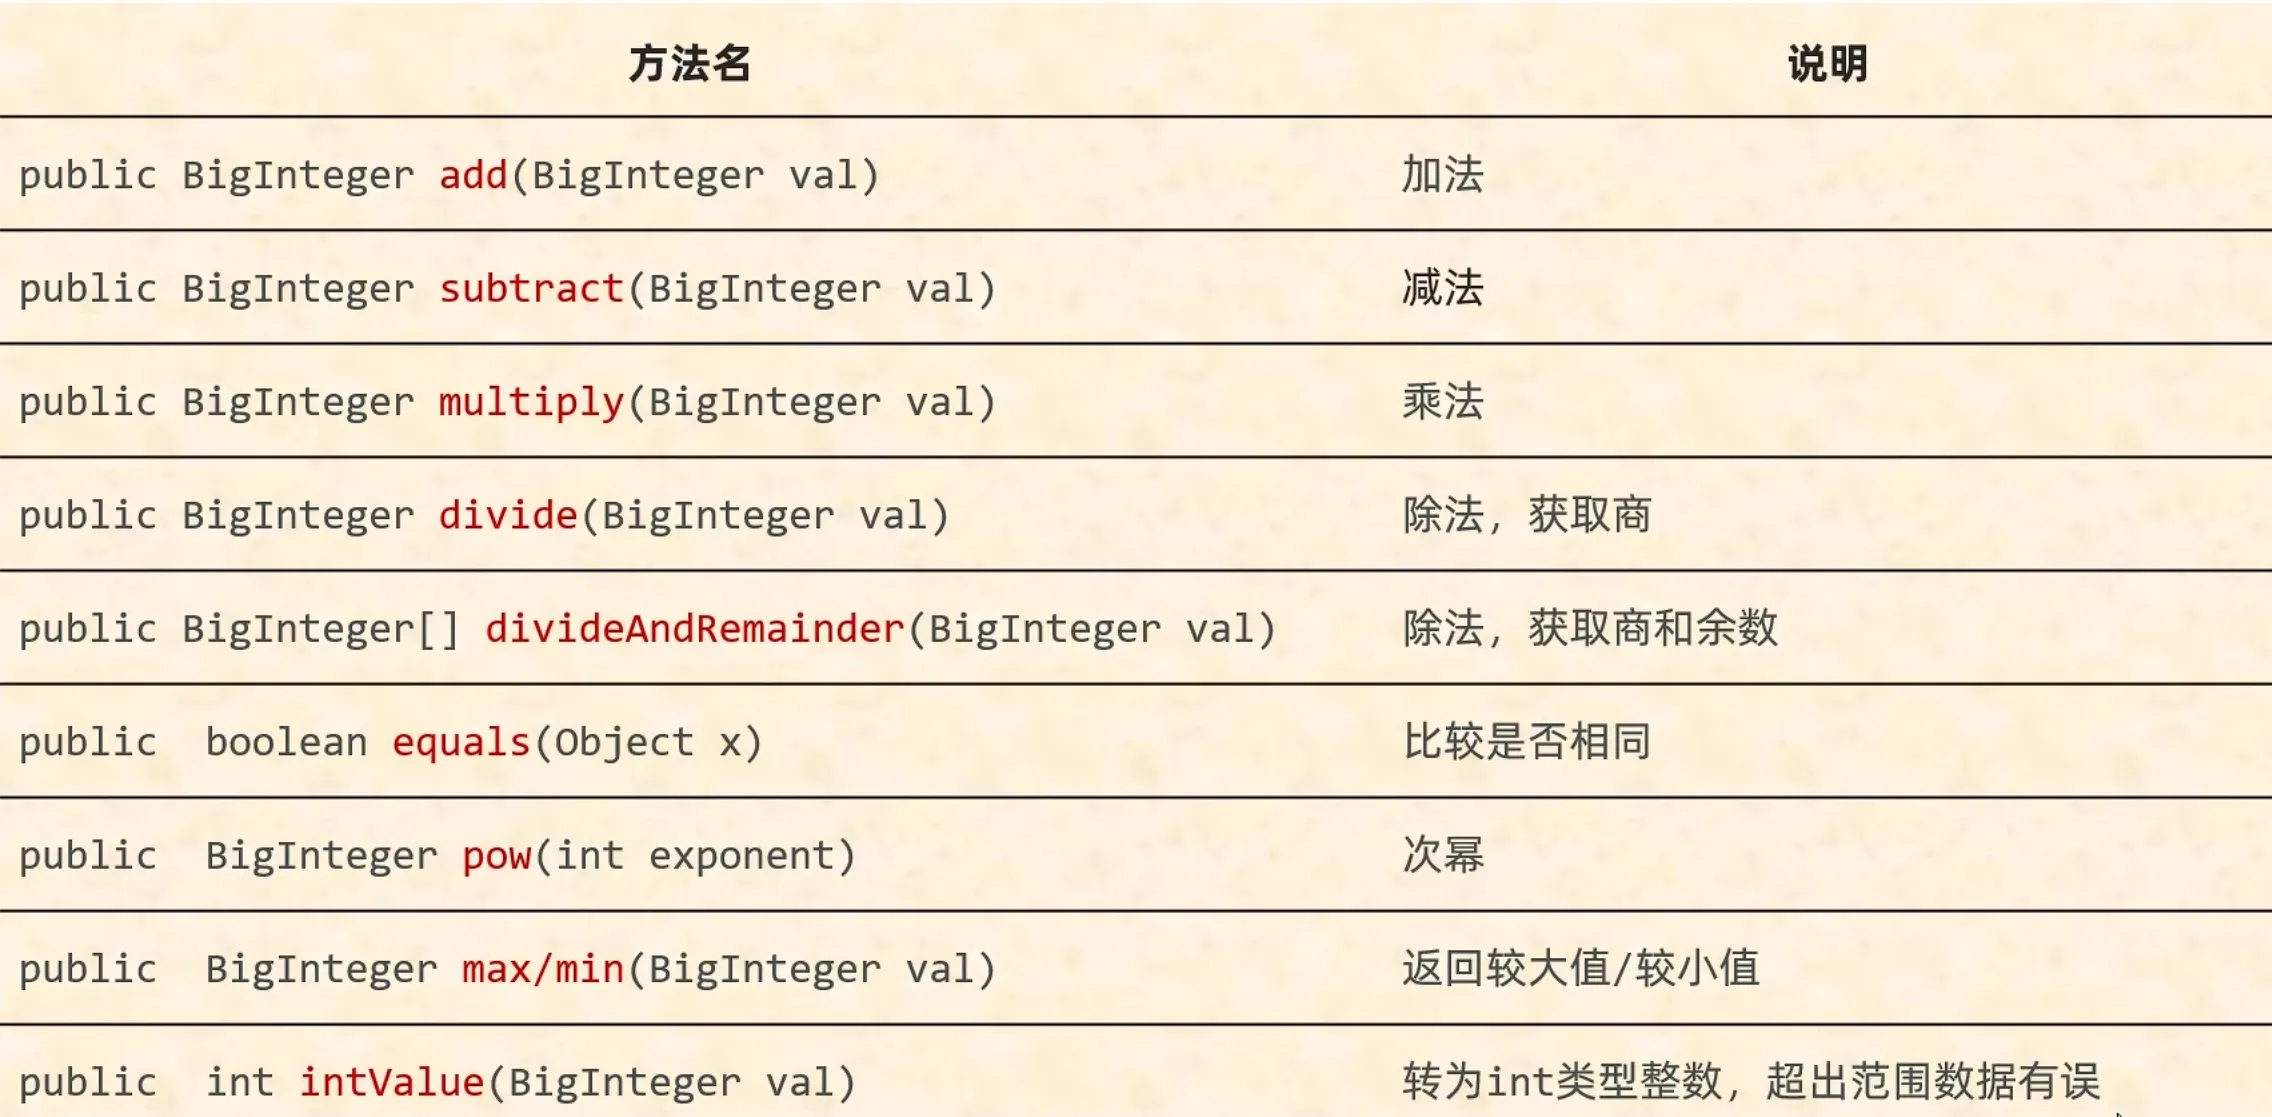 方法名 说明
public BigInteger add(BigInteger val) 加法
public BigInteger subtract(BigInteger val) 减法
public BigInteger multiply(BigInteger val) 乘法
public BigInteger divide(BigInteger val) 除法，获取商
public BigInteger[] divideAndRemainder(BigInteger val) 除法，获取商和余数
public  boolean equals(Object x) 比较是否相同
public  BigInteger pow(int exponent) 次幂
public  BigInteger max/min(BigInteger val) 返回较大值/较小值
public  int intValue(BigInteger val) 转为int类型整数，超出范围数据有误